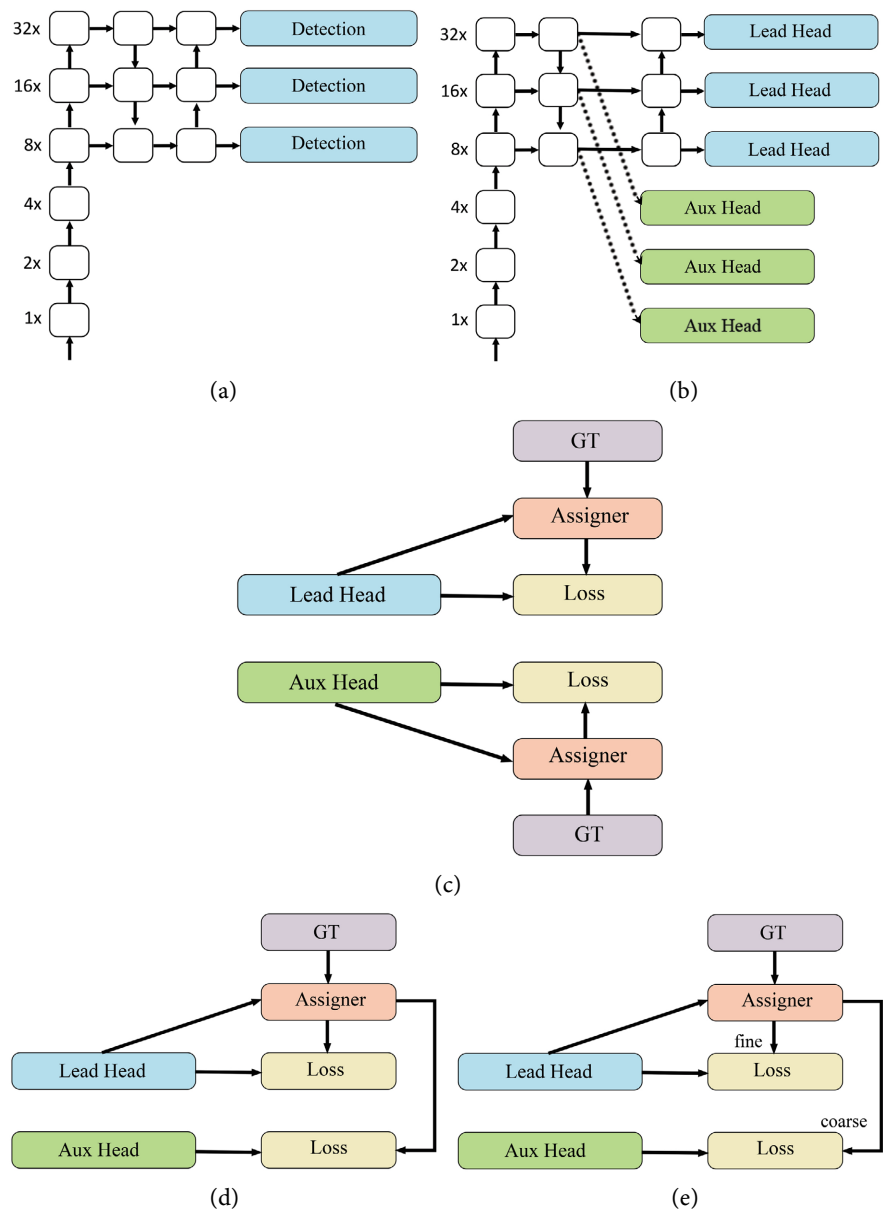 32x Detection
16x Detection
8x Detection
4x
2x
1x
(a)
32x Lead Head
16x Lead Head
8x Lead Head
4x Aux Head
2x Aux Head
1x Aux Head
(b)
GT
Assigner
Lead Head Loss
Aux Head Loss
Assigner
GT
(c)
GT
Assigner
Lead Head Loss
Aux Head Loss
(d)
GT
Assigner
fine
Lead Head Loss
coarse
Aux Head Loss
(e)